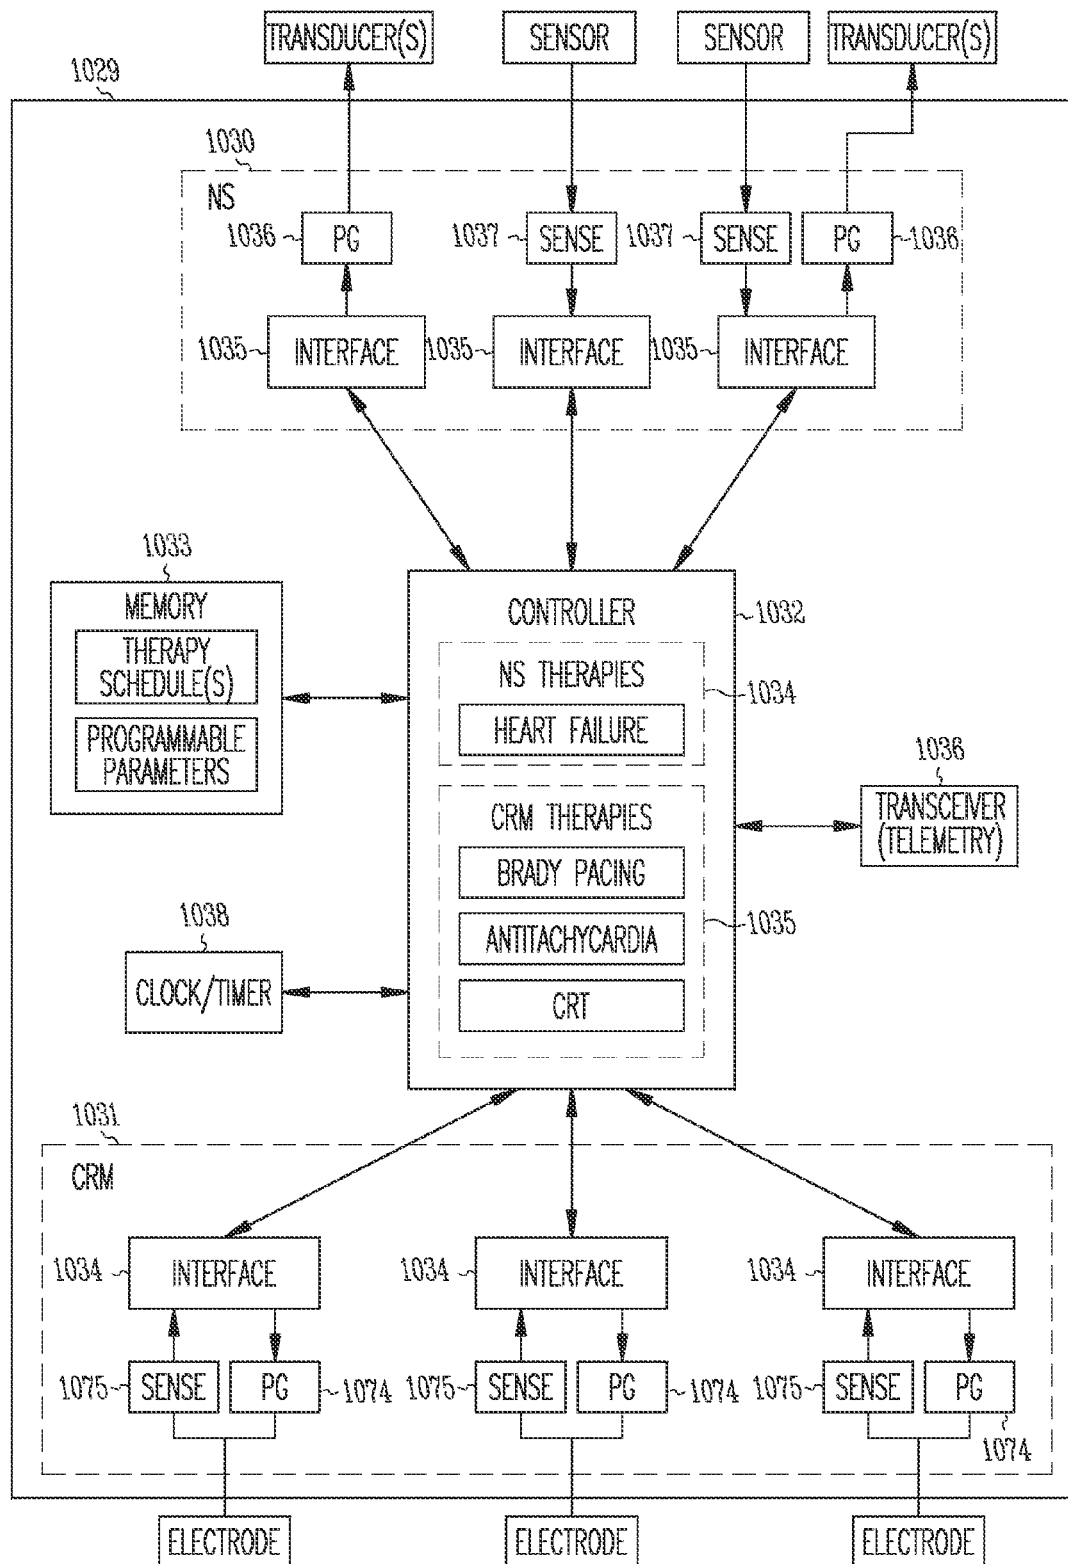 TRANSDUCER(S) SENSOR SENSOR TRANSDUCER(S)
1029
1030
NS
1036 PG 1037 SENSE 1037 SENSE PG 1036
1035 INTERFACE 1035 INTERFACE 1035 INTERFACE
1033
MEMORY
THERAPY
SCHEDULE(S)
PROGRAMMABLE
PARAMETERS
CONTROLLER 1032
NS THERAPIES 1034
HEART FAILURE
CRM THERAPIES
BRADY PACING
ANTITACHYCARDIA 1035
CRT
1036
TRANSCEIVER
(TELEMETRY)
1038
CLOCK/TIMER
1031
CRM
1034 INTERFACE 1034 INTERFACE 1034 INTERFACE
1075 SENSE PG 1074 1075 SENSE PG 1074 1075 SENSE PG
1074
ELECTRODE ELECTRODE ELECTRODE